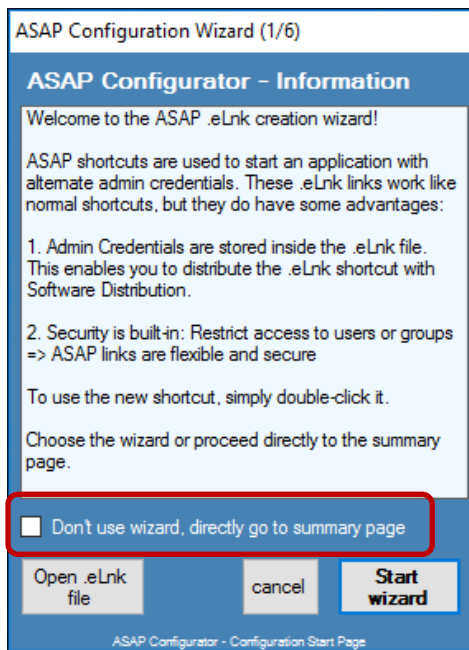 ASAP Configuration Wizard (1/6)
ASAP Configurator - Information
Welcome to the ASAP .eLnk creation wizard!
ASAP shortcuts are used to start an application with
alternate admin credentials. These .eLnk links work like
normal shortcuts, but they do have some advantages:
1. Admin Credentials are stored inside the .eLnk file.
This enables you to distribute the .eLnk shortcut with
Software Distribution.
2. Security is built-in: Restrict access to users or groups
=> ASAP links are flexible and secure
To use the new shortcut, simply double-click it.
Choose the wizard or proceed directly to the summary
page.
Don't use wizard, directly go to summary page
Open .eLnk
file
cancel
Start
wizard
ASAP Configurator - Configuration Start Page